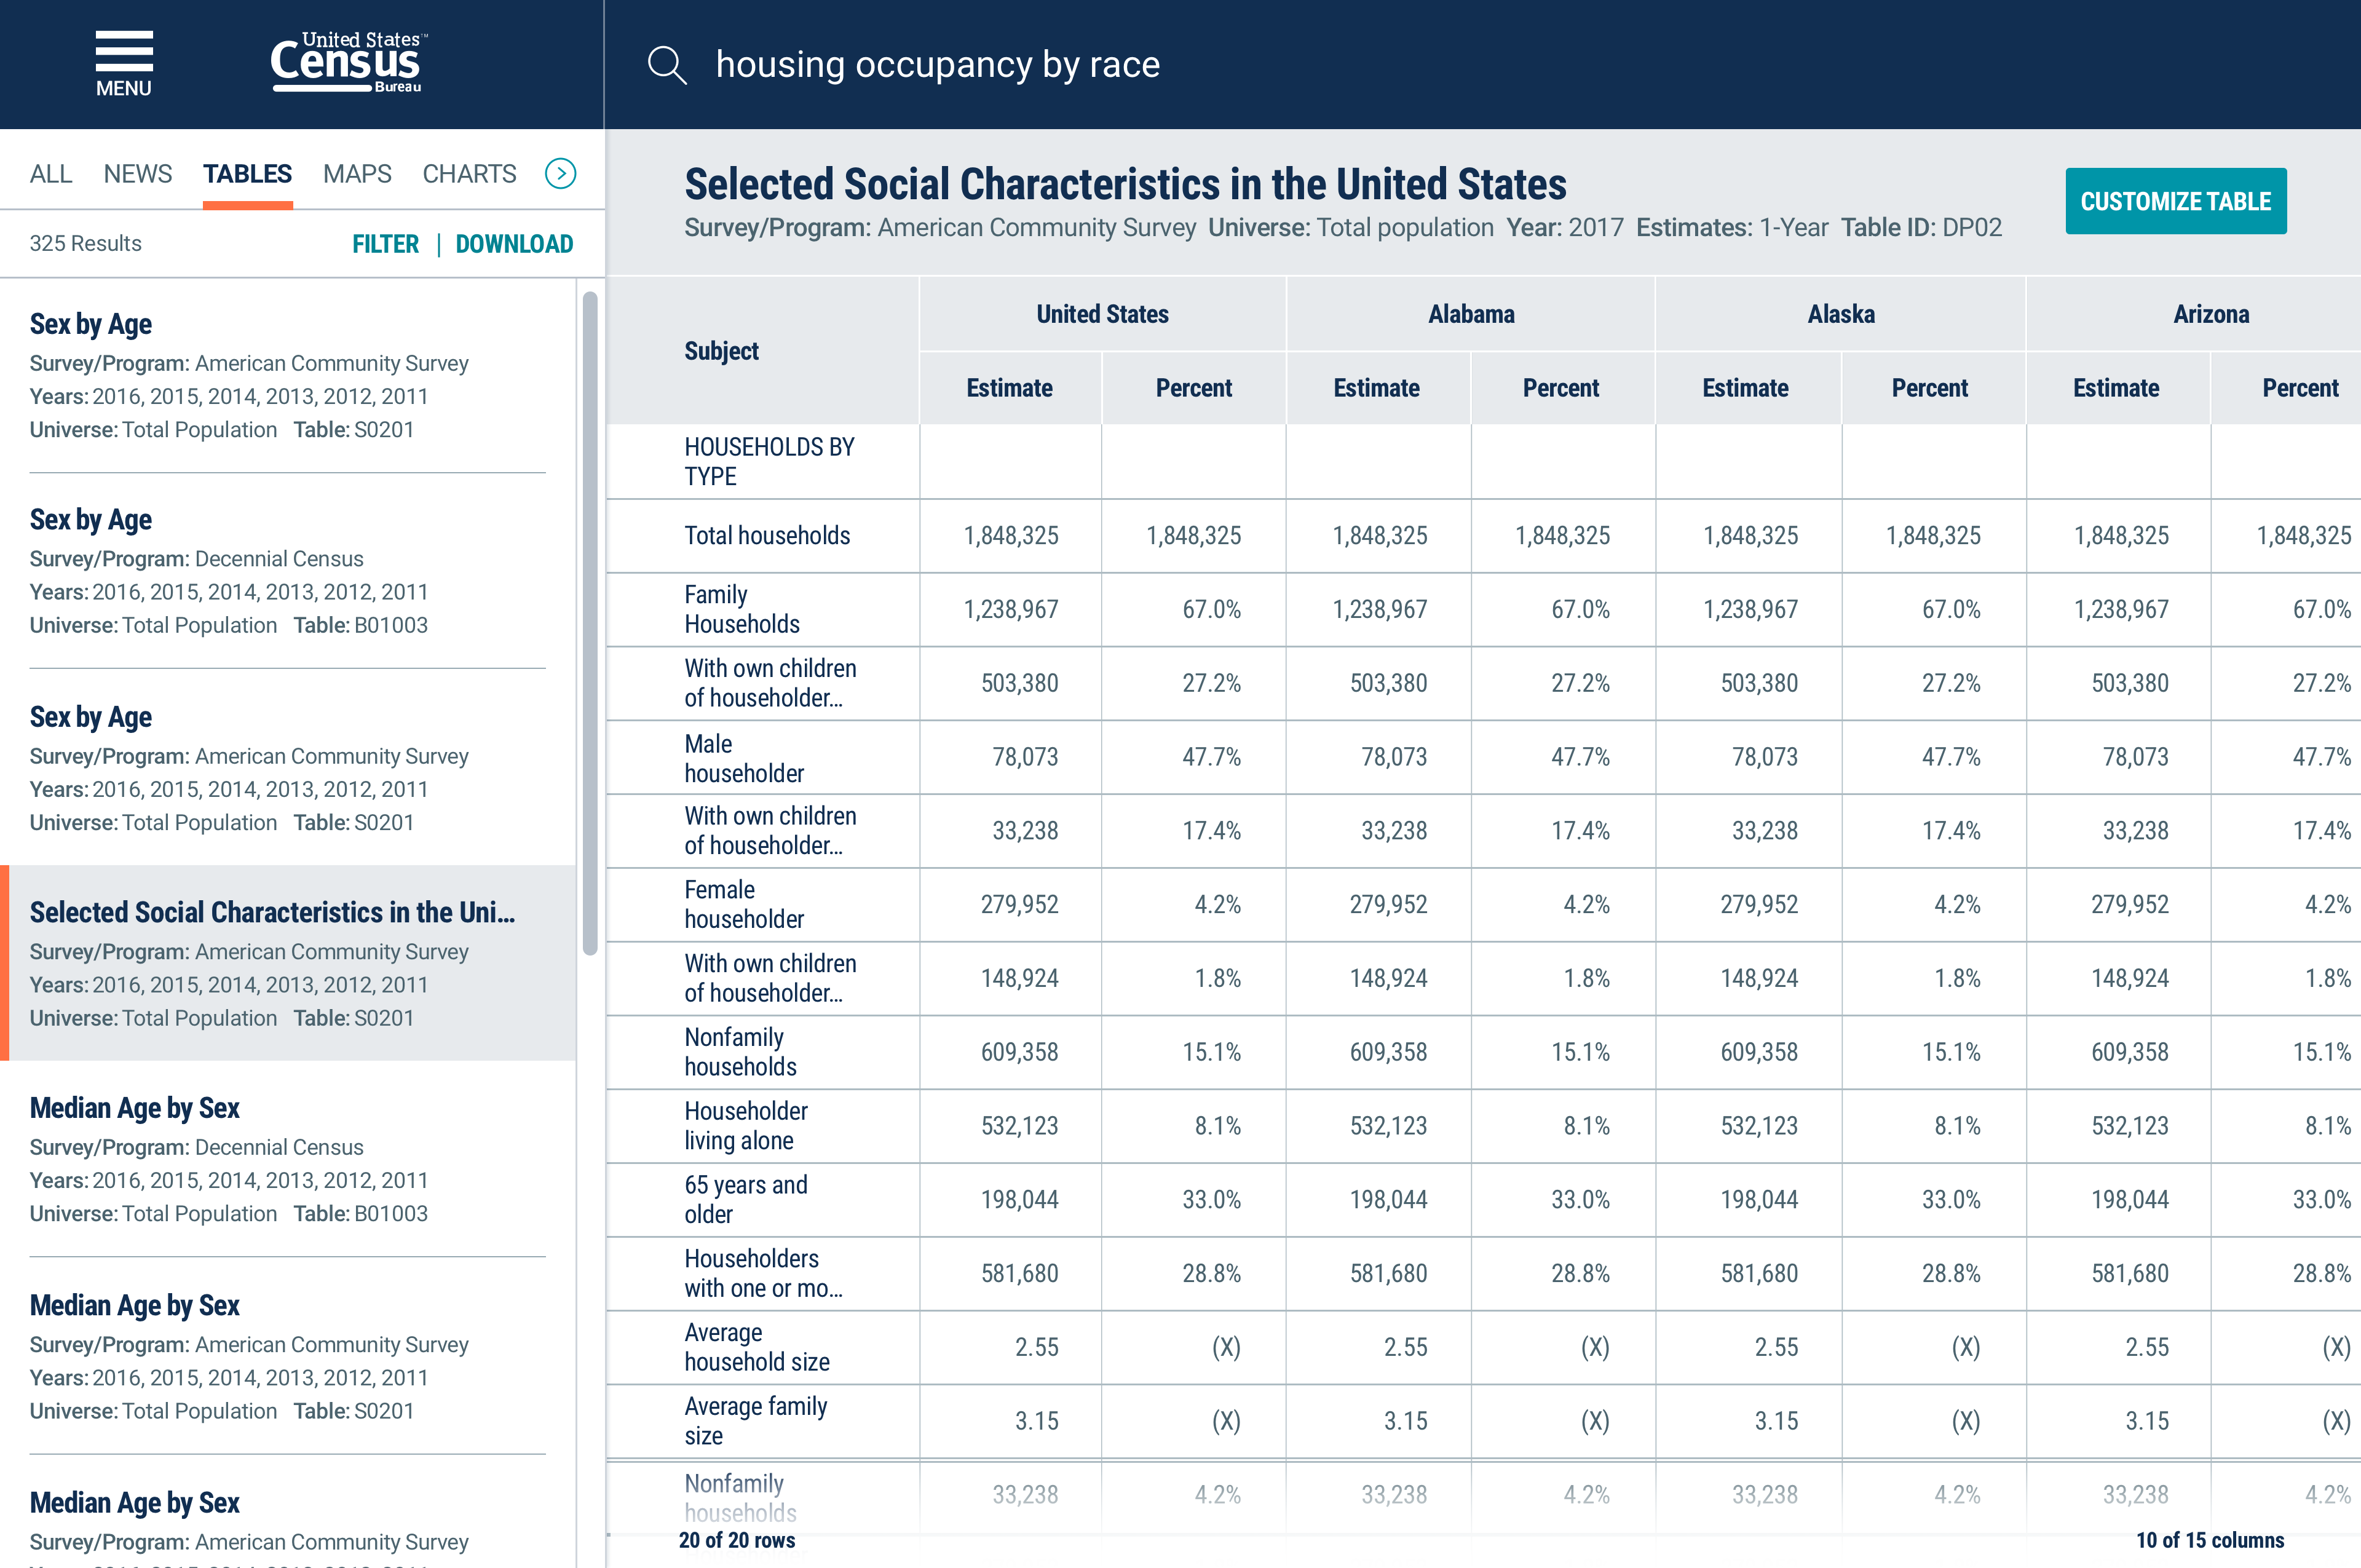 MENU
United States™
Census
Bureau
housing occupancy by race
ALL NEWS TABLES MAPS CHARTS
325 Results FILTER | DOWNLOAD
Sex by Age
Survey/Program: American Community Survey
Years: 2016, 2015, 2014, 2013, 2012, 2011
Universe: Total Population Table: S0201
Sex by Age
Survey/Program: Decennial Census
Years: 2016, 2015, 2014, 2013, 2012, 2011
Universe: Total Population Table: B01003
Sex by Age
Survey/Program: American Community Survey
Years: 2016, 2015, 2014, 2013, 2012, 2011
Universe: Total Population Table: S0201
Selected Social Characteristics in the Uni...
Survey/Program: American Community Survey
Years: 2016, 2015, 2014, 2013, 2012, 2011
Universe: Total Population Table: S0201
Median Age by Sex
Survey/Program: Decennial Census
Years: 2016, 2015, 2014, 2013, 2012, 2011
Universe: Total Population Table: B01003
Median Age by Sex
Survey/Program: American Community Survey
Years: 2016, 2015, 2014, 2013, 2012, 2011
Universe: Total Population Table: S0201
Median Age by Sex
Survey/Program: American Community Survey
Selected Social Characteristics in the United States
Survey/Program: American Community Survey Universe: Total population Year: 2017 Estimates: 1-Year Table ID: DP02
CUSTOMIZE TABLE
United States Alabama Alaska Arizona
Subject
Estimate Percent Estimate Percent Estimate Percent Estimate Percent
HOUSEHOLDS BY
TYPE
Total households 1,848,325 1,848,325 1,848,325 1,848,325 1,848,325 1,848,325 1,848,325 1,848,325
Family
Households 1,238,967 67.0% 1,238,967 67.0% 1,238,967 67.0% 1,238,967 67.0%
With own children
of householder... 503,380 27.2% 503,380 27.2% 503,380 27.2% 503,380 27.2%
Male
householder 78,073 47.7% 78,073 47.7% 78,073 47.7% 78,073 47.7%
With own children
of householder... 33,238 17.4% 33,238 17.4% 33,238 17.4% 33,238 17.4%
Female
householder 279,952 4.2% 279,952 4.2% 279,952 4.2% 279,952 4.2%
With own children
of householder... 148,924 1.8% 148,924 1.8% 148,924 1.8% 148,924 1.8%
Nonfamily
households 609,358 15.1% 609,358 15.1% 609,358 15.1% 609,358 15.1%
Householder
living alone 532,123 8.1% 532,123 8.1% 532,123 8.1% 532,123 8.1%
65 years and
older 198,044 33.0% 198,044 33.0% 198,044 33.0% 198,044 33.0%
Householders
with one or mo... 581,680 28.8% 581,680 28.8% 581,680 28.8% 581,680 28.8%
Average
household size 2.55 (X) 2.55 (X) 2.55 (X) 2.55 (X)
Average family
size 3.15 (X) 3.15 (X) 3.15 (X) 3.15 (X)
Nonfamily
households 33,238 4.2% 33,238 4.2% 33,238 4.2% 33,238 4.2%
20 of 20 rows 10 of 15 columns